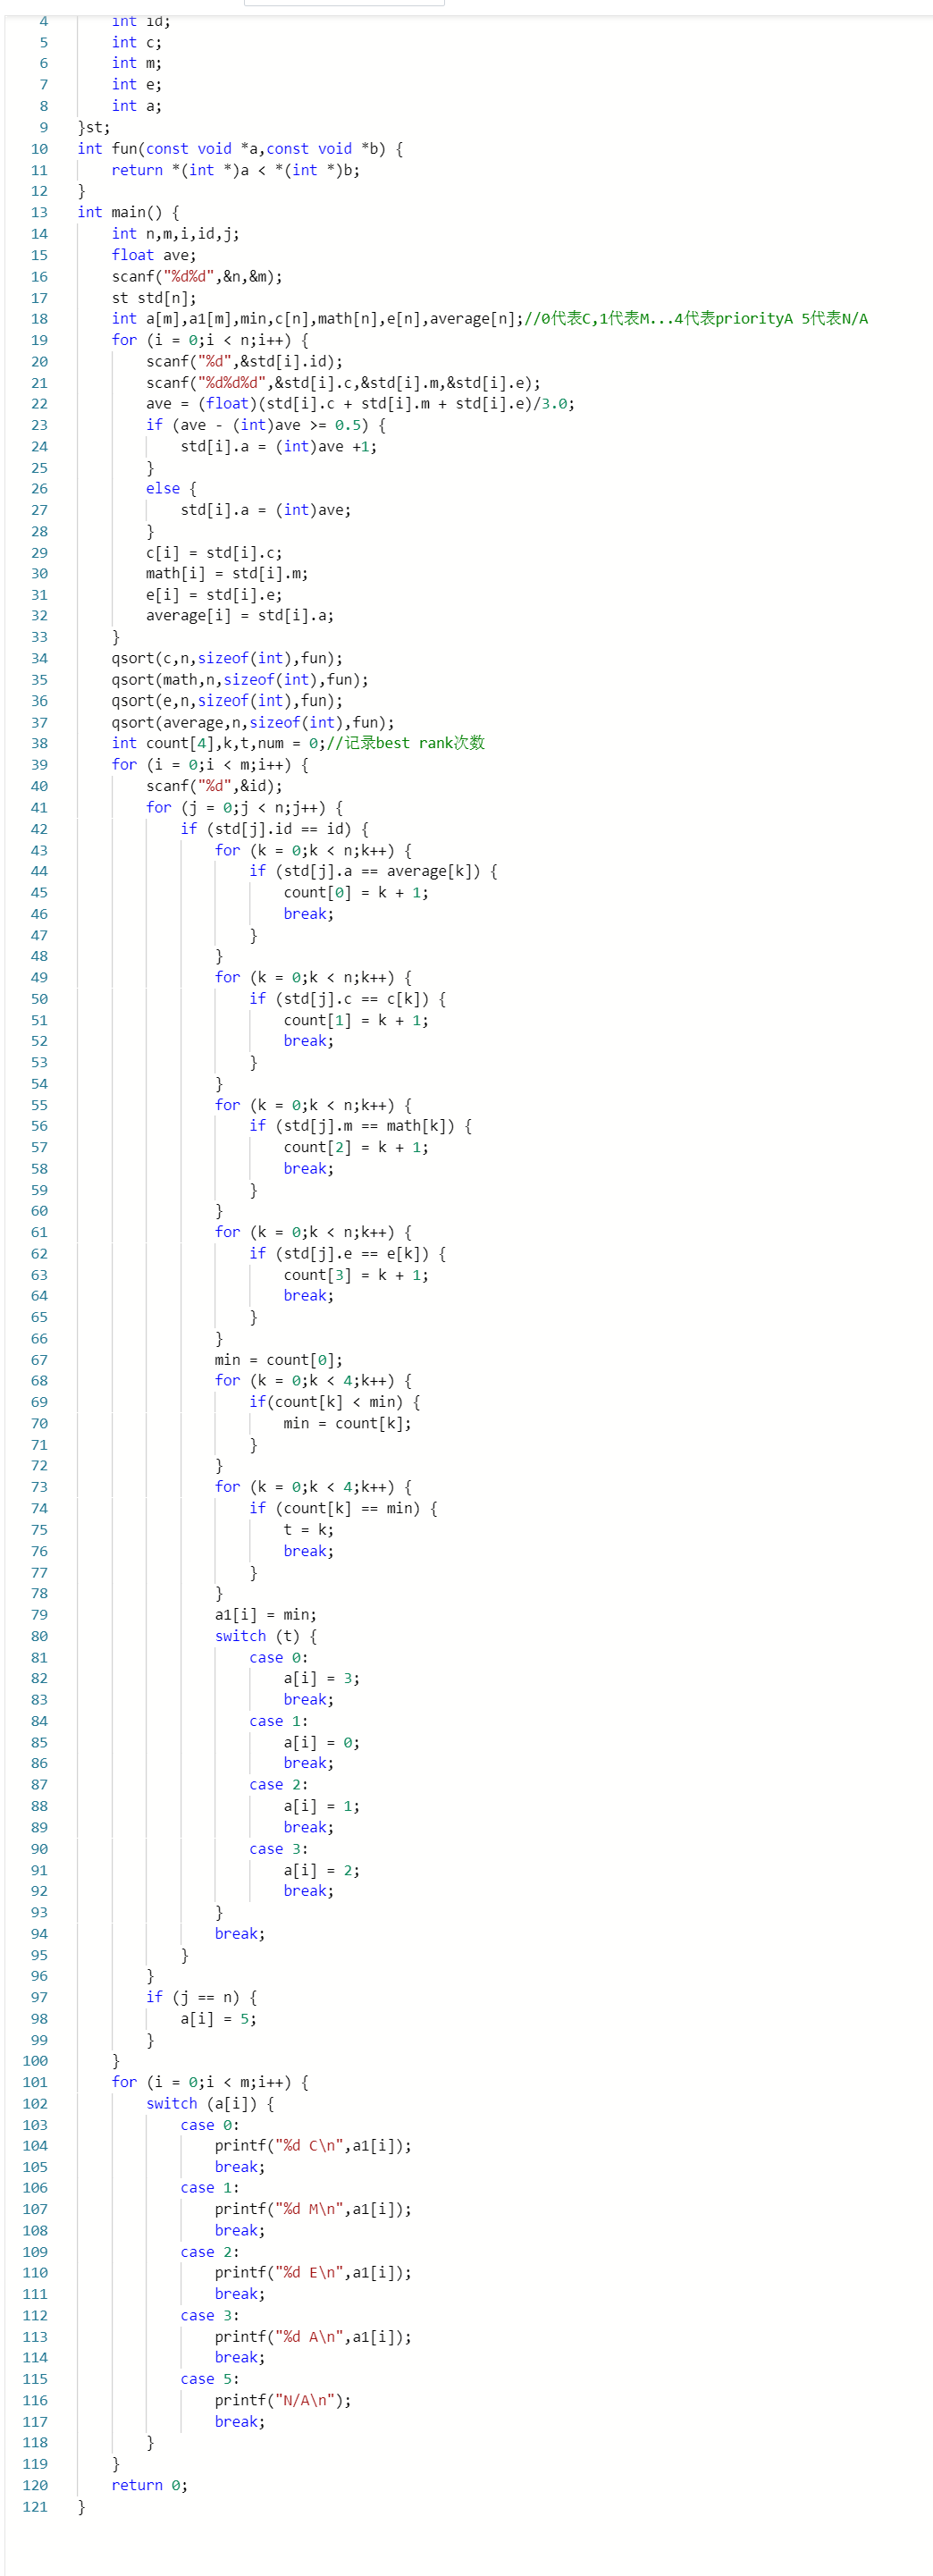 4 int id;
5 int c;
6 int m;
7 int e;
8 int a;
9 }st;
10 int fun(const void *a,const void *b) {
11 return *(int *)a < *(int *)b;
12 }
13 int main() {
14 int n,m,i,id,j;
15 float ave;
16 scanf("%d%d",&n,&m);
17 st std[n];
18 int a[m],a1[m],min,c[n],math[n],e[n],average[n];//0代表C,1代表M...4代表priorityA 5代表N/A
19 for (i = 0;i < n;i++) {
20 scanf("%d",&std[i].id);
21 scanf("%d%d%d",&std[i].c,&std[i].m,&std[i].e);
22 ave = (float)(std[i].c + std[i].m + std[i].e)/3.0;
23 if (ave - (int)ave >= 0.5) {
24 std[i].a = (int)ave +1;
25 }
26 else {
27 std[i].a = (int)ave;
28 }
29 c[i] = std[i].c;
30 math[i] = std[i].m;
31 e[i] = std[i].e;
32 average[i] = std[i].a;
33 }
34 qsort(c,n,sizeof(int),fun);
35 qsort(math,n,sizeof(int),fun);
36 qsort(e,n,sizeof(int),fun);
37 qsort(average,n,sizeof(int),fun);
38 int count[4],k,t,num = 0;//记录best rank次数
39 for (i = 0;i < m;i++) {
40 scanf("%d",&id);
41 for (j = 0;j < n;j++) {
42 if (std[j].id == id) {
43 for (k = 0;k < n;k++) {
44 if (std[j].a == average[k]) {
45 count[0] = k + 1;
46 break;
47 }
48 }
49 for (k = 0;k < n;k++) {
50 if (std[j].c == c[k]) {
51 count[1] = k + 1;
52 break;
53 }
54 }
55 for (k = 0;k < n;k++) {
56 if (std[j].m == math[k]) {
57 count[2] = k + 1;
58 break;
59 }
60 }
61 for (k = 0;k < n;k++) {
62 if (std[j].e == e[k]) {
63 count[3] = k + 1;
64 break;
65 }
66 }
67 min = count[0];
68 for (k = 0;k < 4;k++) {
69 if(count[k] < min) {
70 min = count[k];
71 }
72 }
73 for (k = 0;k < 4;k++) {
74 if (count[k] == min) {
75 t = k;
76 break;
77 }
78 }
79 a1[i] = min;
80 switch (t) {
81 case 0:
82 a[i] = 3;
83 break;
84 case 1:
85 a[i] = 0;
86 break;
87 case 2:
88 a[i] = 1;
89 break;
90 case 3:
91 a[i] = 2;
92 break;
93 }
94 break;
95 }
96 }
97 if (j == n) {
98 a[i] = 5;
99 }
100 }
101 for (i = 0;i < m;i++) {
102 switch (a[i]) {
103 case 0:
104 printf("%d C\n",a1[i]);
105 break;
106 case 1:
107 printf("%d M\n",a1[i]);
108 break;
109 case 2:
110 printf("%d E\n",a1[i]);
111 break;
112 case 3:
113 printf("%d A\n",a1[i]);
114 break;
115 case 5:
116 printf("N/A\n");
117 break;
118 }
119 }
120 return 0;
121 }